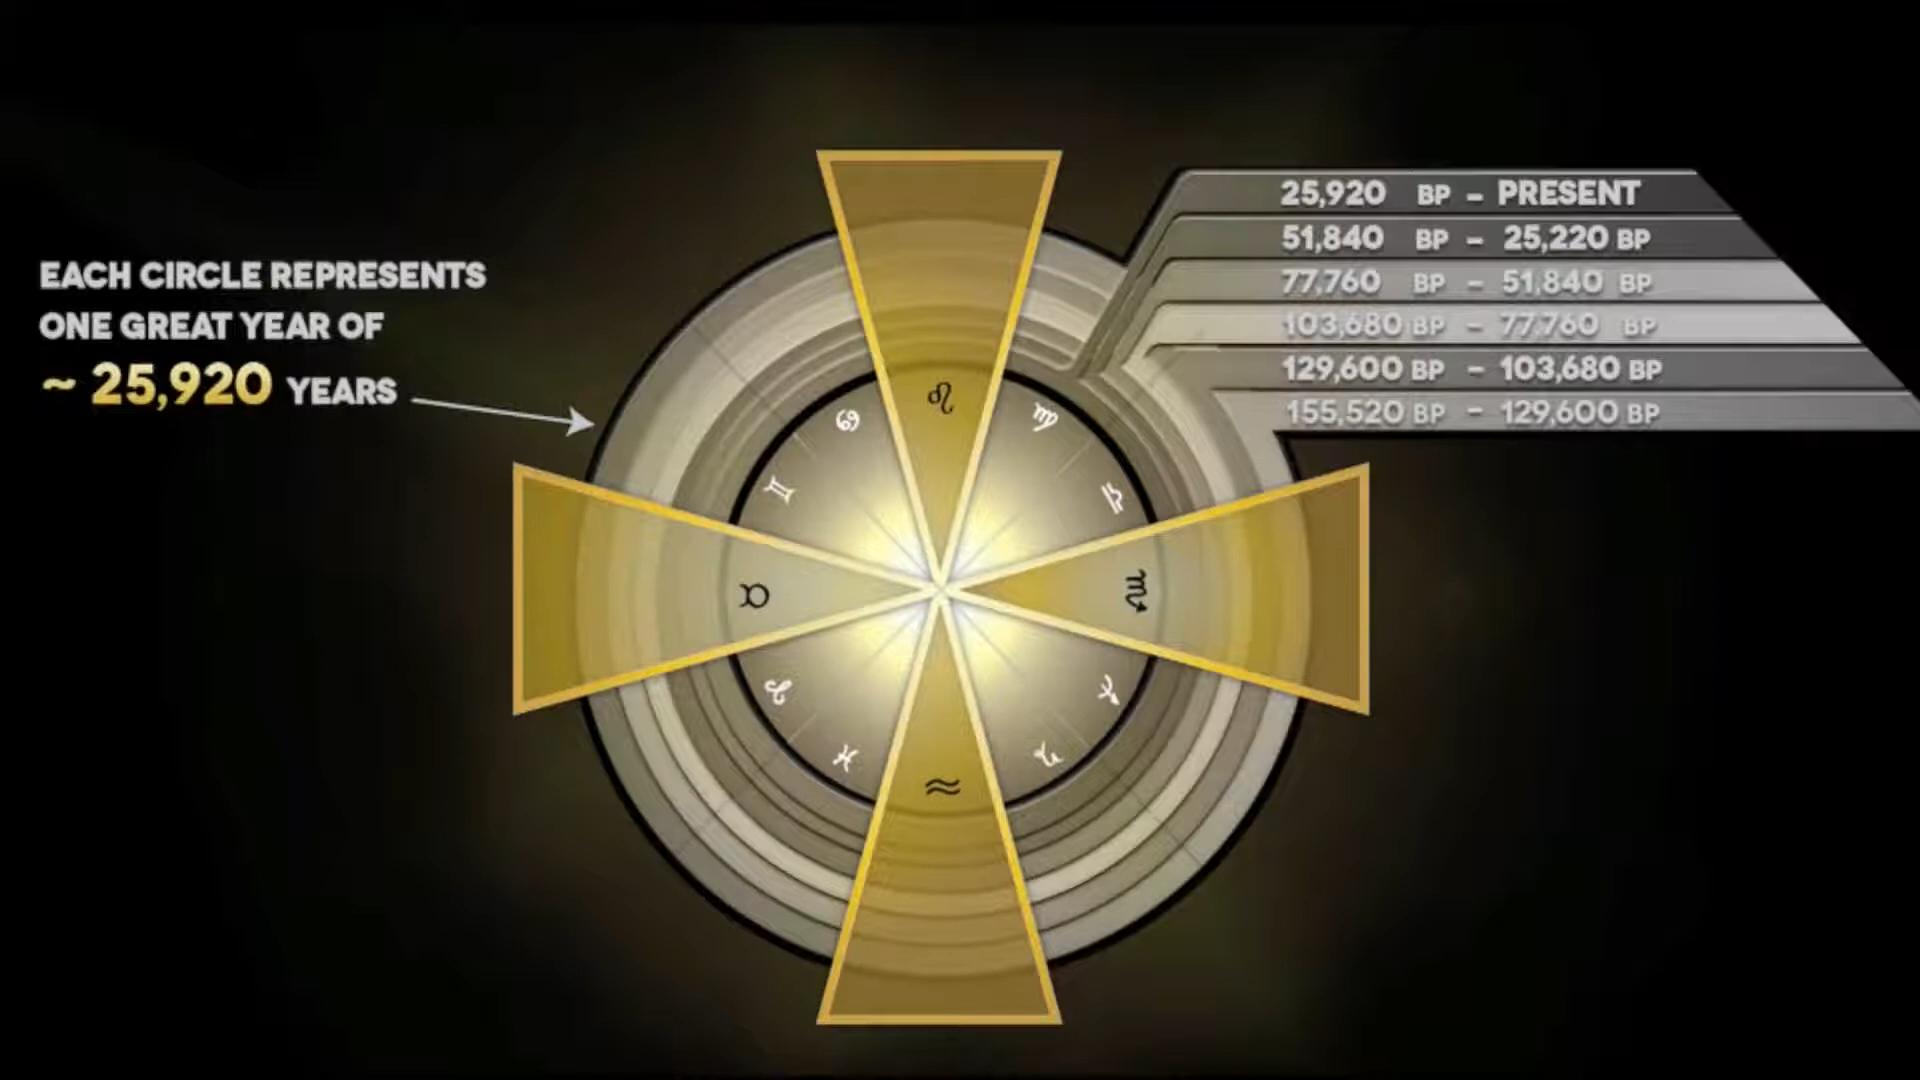 EACH CIRCLE REPRESENTS
ONE GREAT YEAR OF
~ 25,920 YEARS
25,920 BP - PRESENT
51,840 BP - 25,220 BP
77,760 BP - 51,840 BP
103,680 BP - 77,760 BP
129,600 BP - 103,680 BP
155,520 BP - 129,600 BP
♌
♋ ♍
♊ ♎
♉ ♏
♈ ♐
♓ ♑
♒